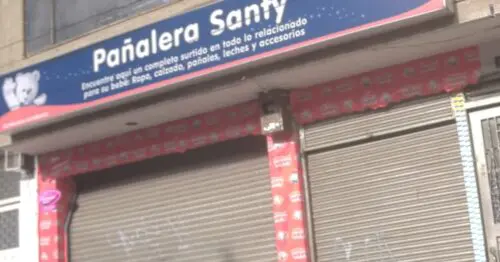 Pañalera Santy
Encuentre aquí un completo surtido en todo lo relacionado
para su bebé: Ropa, calzado, pañales, leches y accesorios